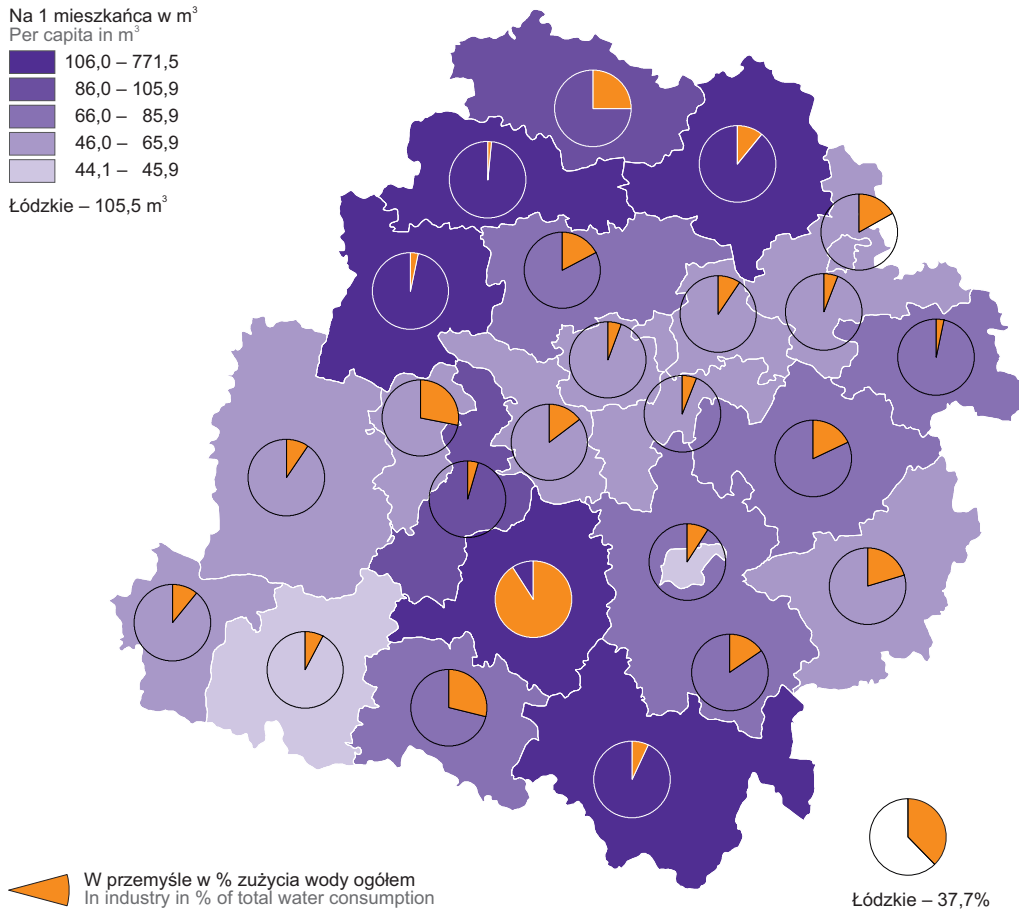 Na 1 mieszkańca w m³
Per capita in m³
106,0 – 771,5
86,0 – 105,9
66,0 – 85,9
46,0 – 65,9
44,1 – 45,9
Łódzkie – 105,5 m³
W przemyśle w % zużycia wody ogółem
In industry in % of total water consumption
Łódzkie – 37,7%